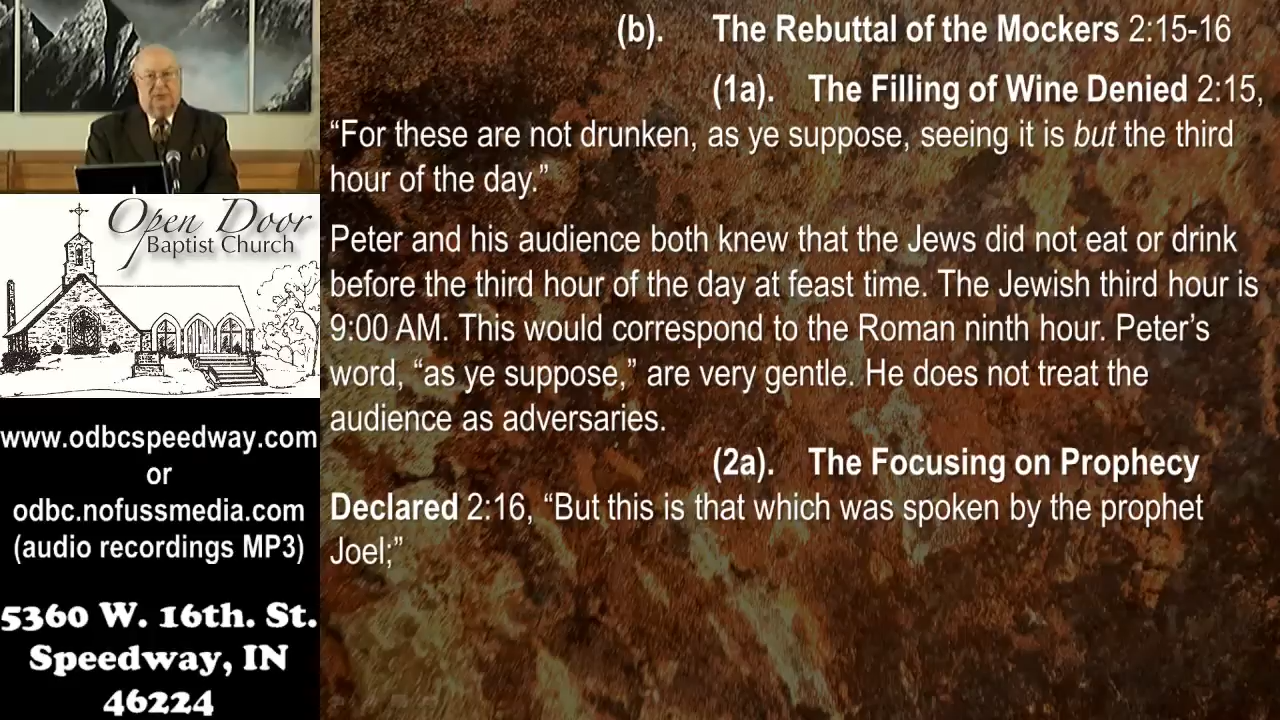 (b). The Rebuttal of the Mockers 2:15-16
(1a). The Filling of Wine Denied 2:15,
“For these are not drunken, as ye suppose, seeing it is but the third
hour of the day.”
Peter and his audience both knew that the Jews did not eat or drink
before the third hour of the day at feast time. The Jewish third hour is
9:00 AM. This would correspond to the Roman ninth hour. Peter’s
word, “as ye suppose,” are very gentle. He does not treat the
audience as adversaries.
(2a). The Focusing on Prophecy
Declared 2:16, “But this is that which was spoken by the prophet
Joel;”
Open Door
Baptist Church
www.odbcspeedway.com
or
odbc.nofussmedia.com
(audio recordings MP3)
5360 W. 16th. St.
Speedway, IN
46224